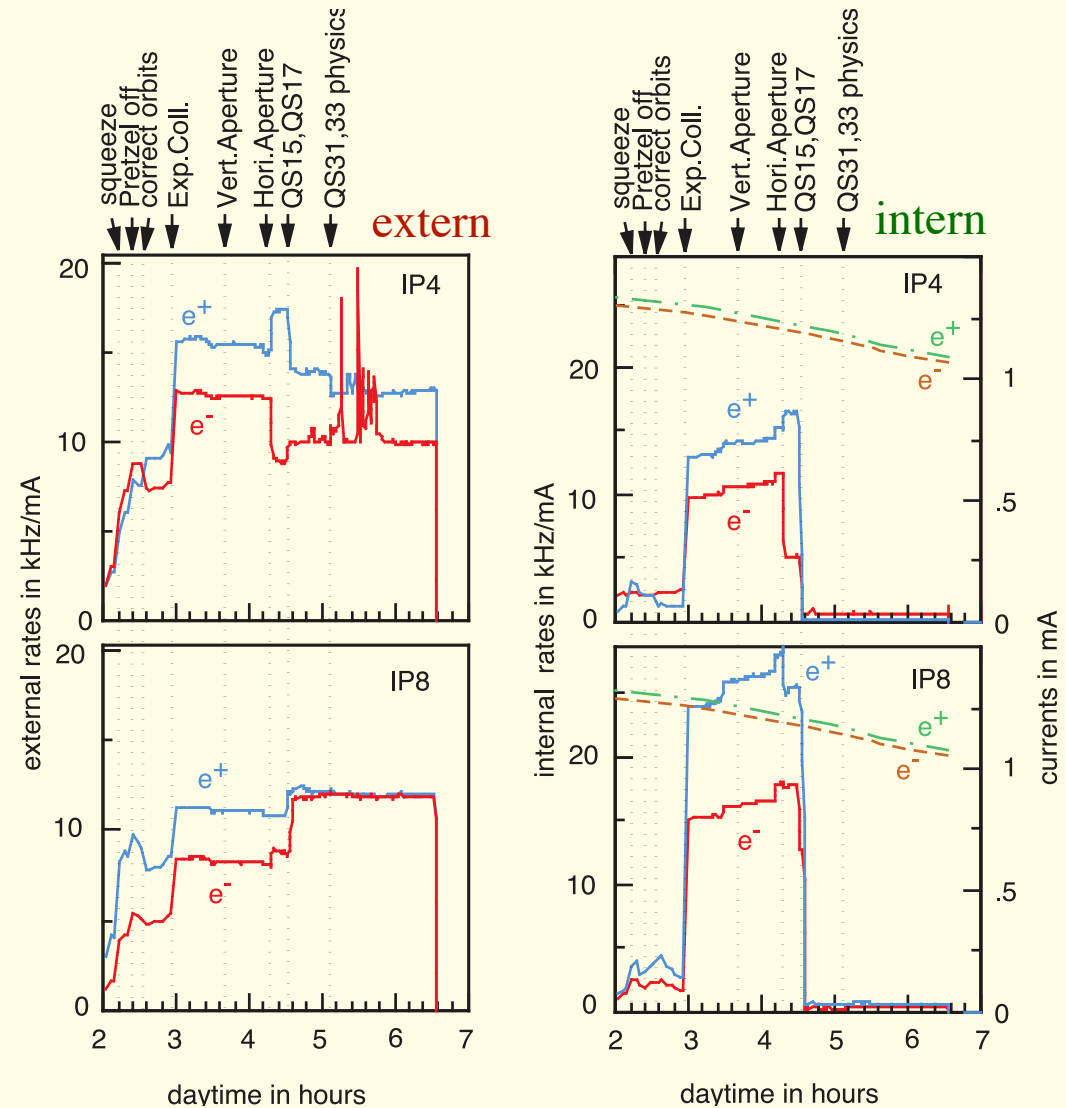 squeeze
Pretzel off
correct orbits
Exp.Coll.
Vert.Aperture
Hori.Aperture
QS15,QS17
QS31,33 physics
extern
20
10
0
IP4
e+
e-
external rates in kHz/mA
20
10
0
IP8
e+
e-
2 3 4 5 6 7
daytime in hours
squeeze
Pretzel off
correct orbits
Exp.Coll.
Vert.Aperture
Hori.Aperture
QS15,QS17
QS31,33 physics
intern
20
10
0
IP4
e+
e-
e+
e-
1
.5
0
internal rates in kHz/mA
currents in mA
20
10
0
IP8
e+
e+
e-
e-
1
.5
0
2 3 4 5 6 7
daytime in hours